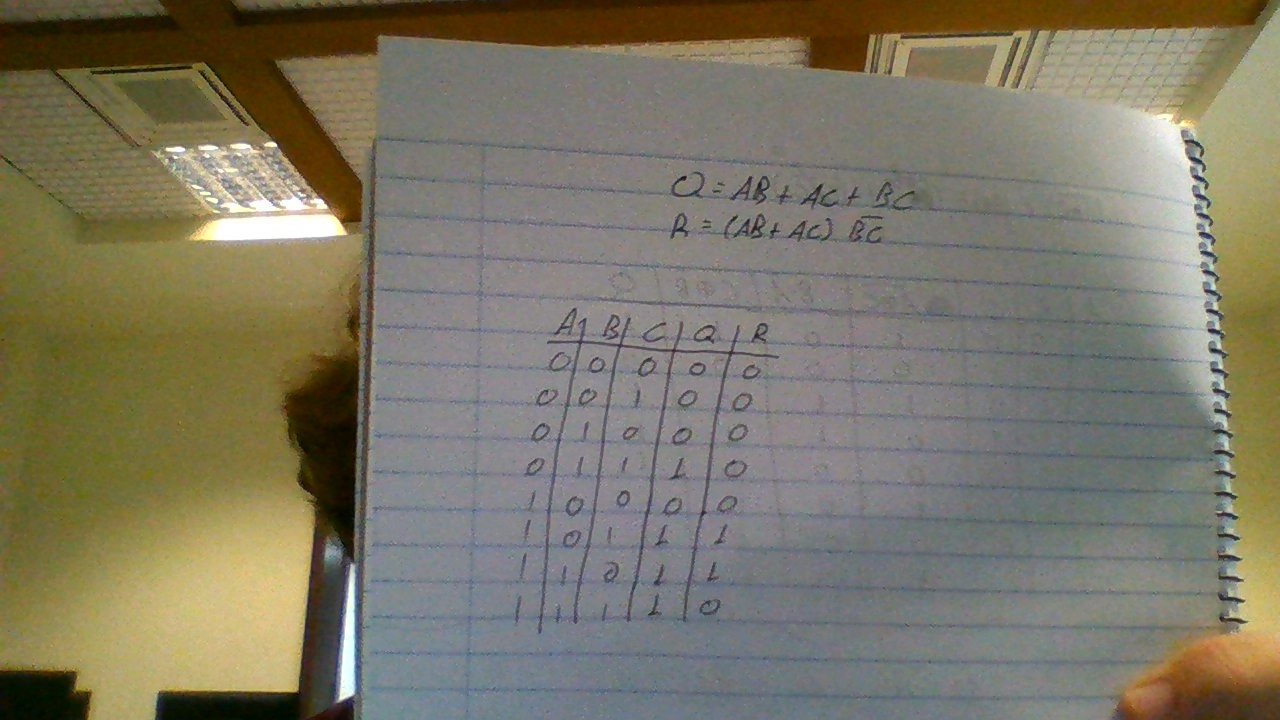 Q = AB + AC + BC
R = (AB + AC) B̅C̅
A | B | C | Q | R
0 | 0 | 0 | 0 | 0
0 | 0 | 1 | 0 | 0
0 | 1 | 0 | 0 | 0
0 | 1 | 1 | 1 | 0
1 | 0 | 0 | 0 | 0
1 | 0 | 1 | 1 | 1
1 | 1 | 0 | 1 | 1
1 | 1 | 1 | 1 | 0